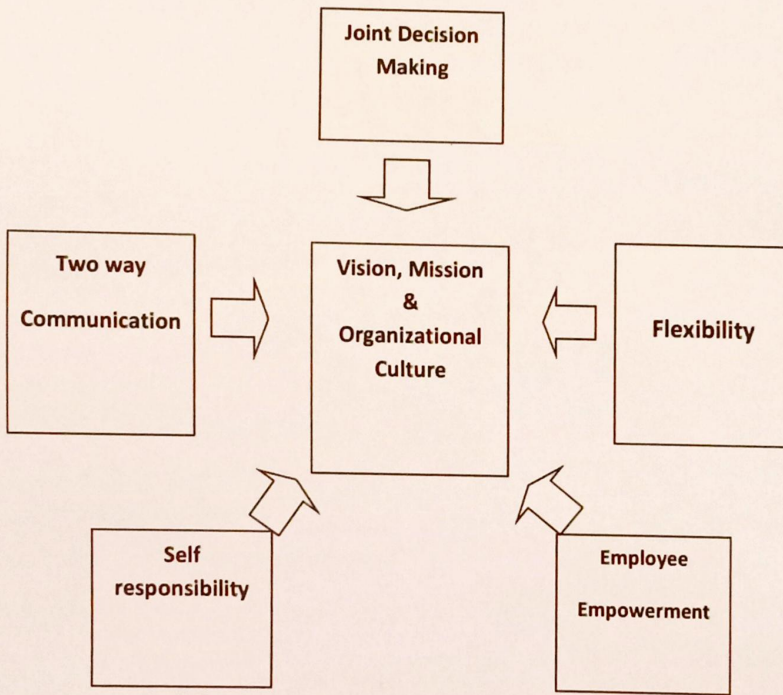 Joint Decision
Making
Two way
Communication
Vision, Mission
&
Organizational
Culture
Flexibility
Self
responsibility
Employee
Empowerment